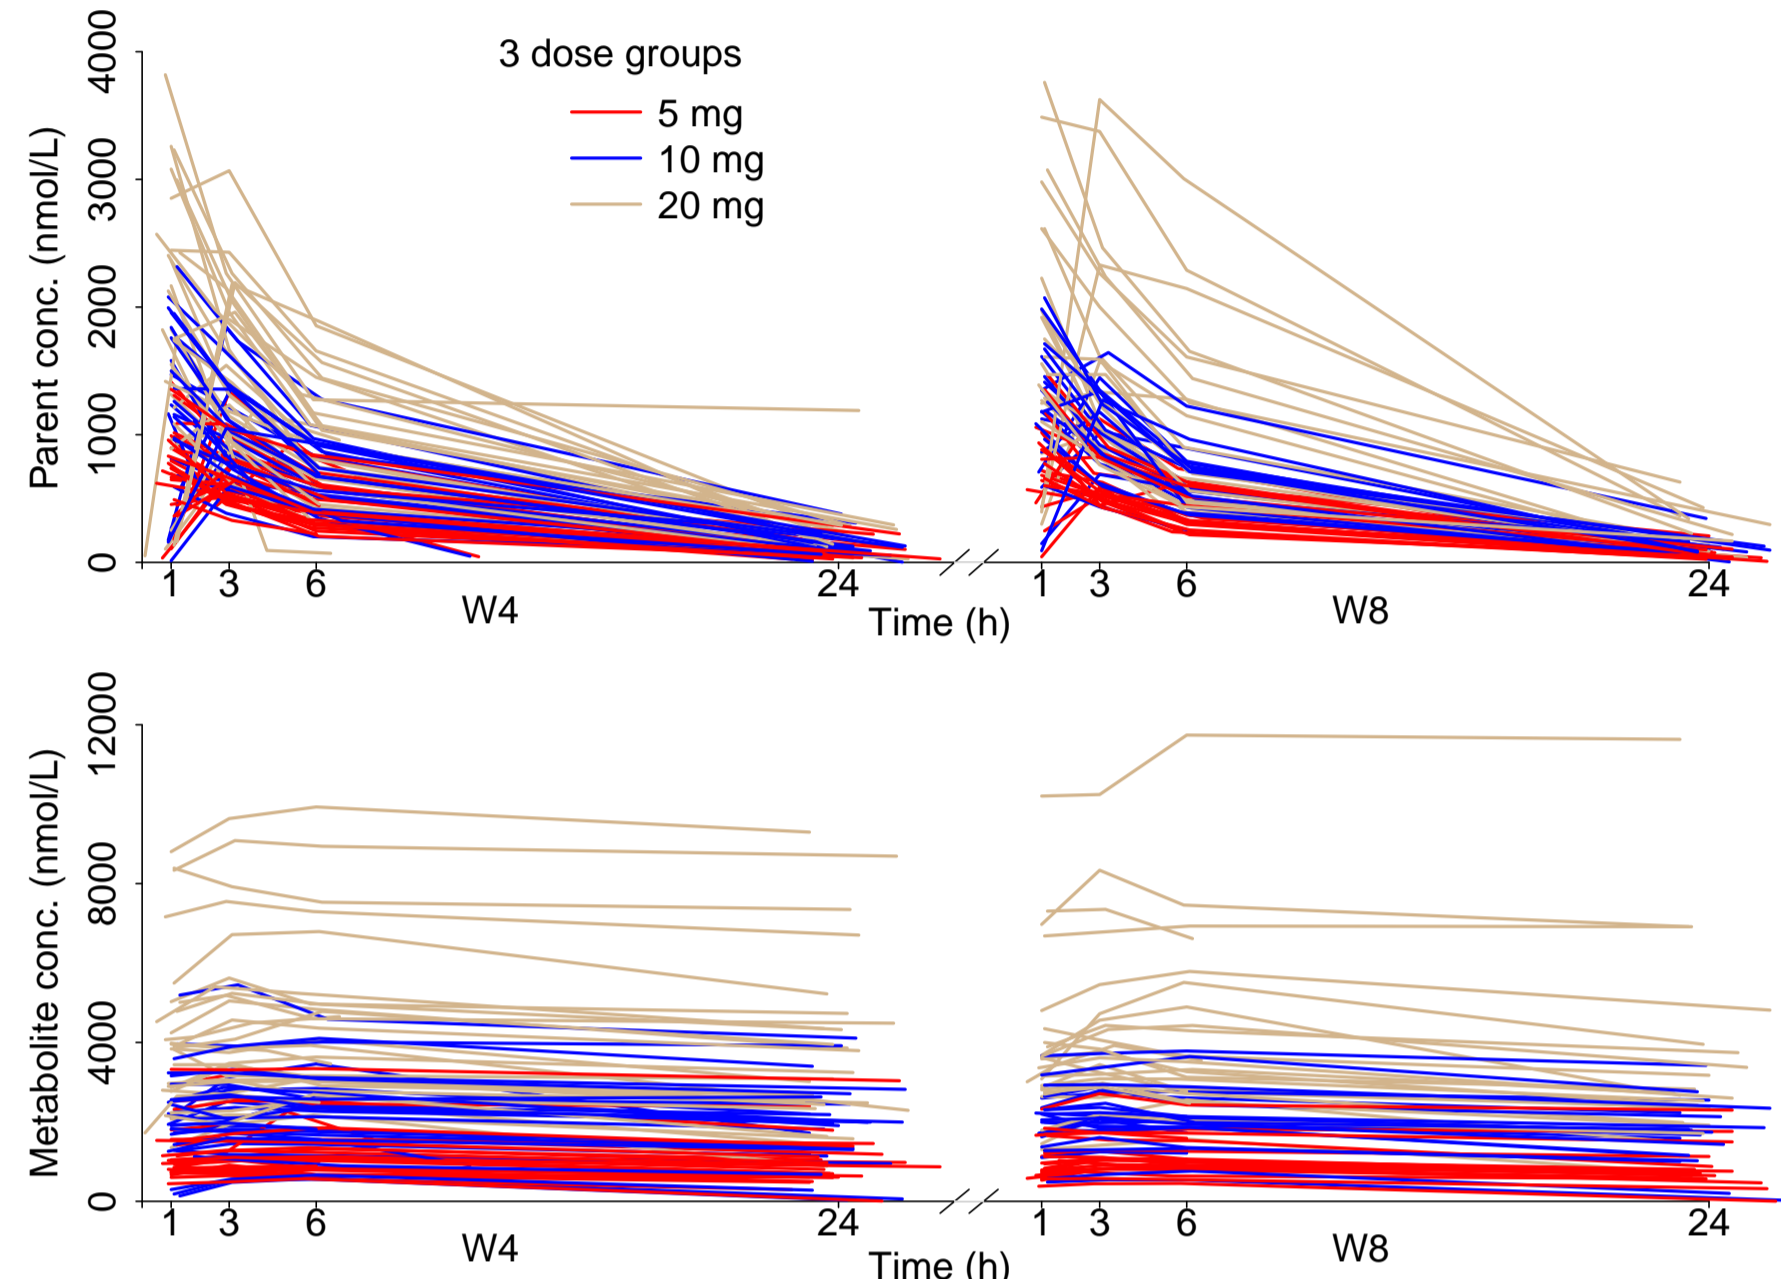 3 dose groups
5 mg
10 mg
20 mg
Parent conc. (nmol/L)
0 1000 2000 3000 4000
1 3 6 24 1 3 6 24
W4 W8
Time (h)
Metabolite conc. (nmol/L)
0 4000 8000 12000
1 3 6 24 1 3 6 24
W4 W8
Time (h)